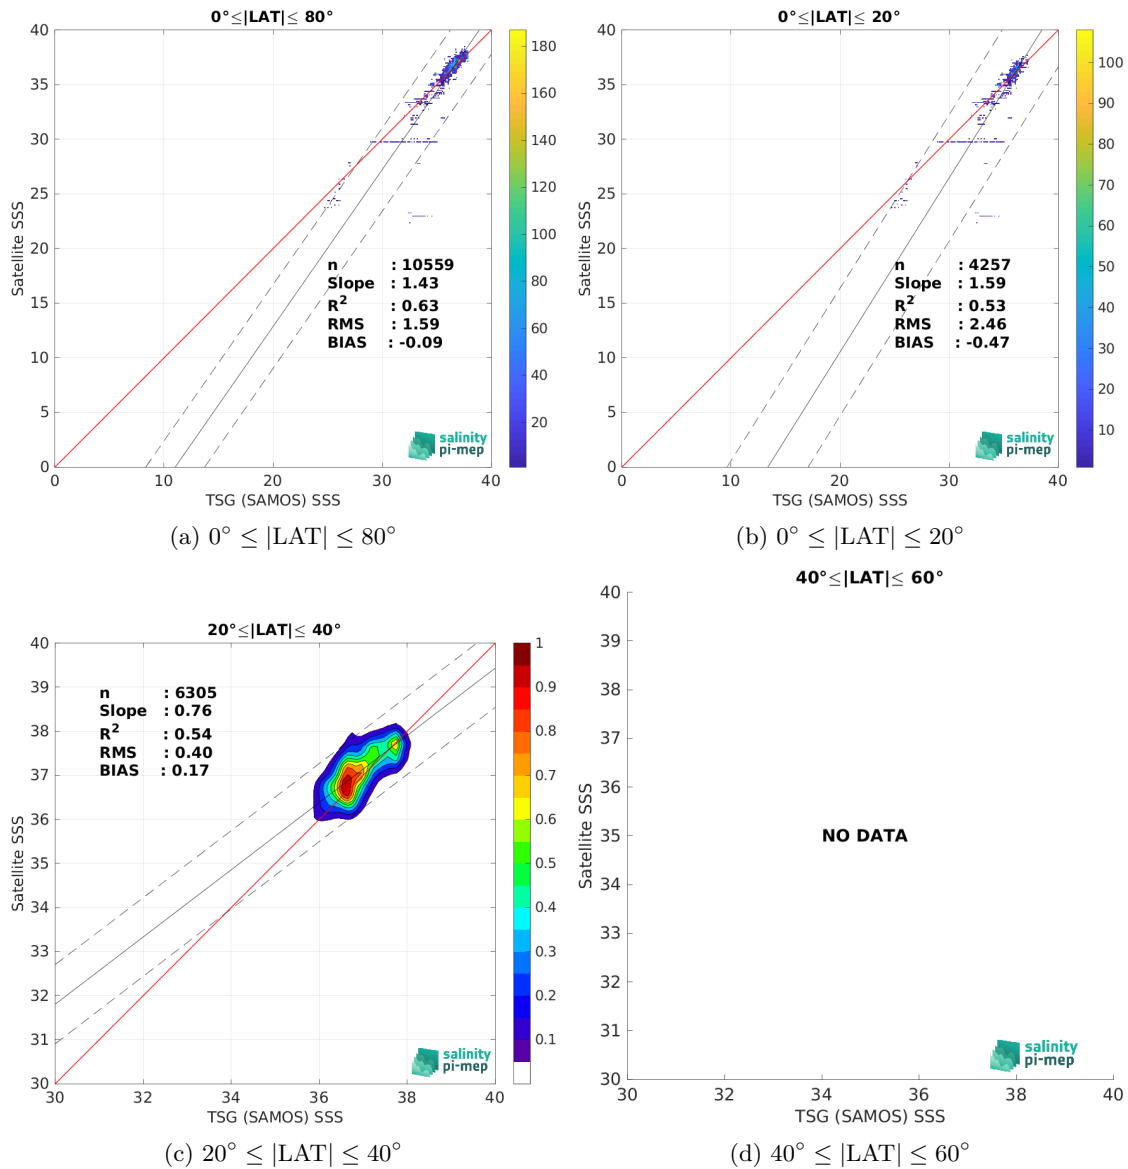 0°≤|LAT|≤ 80°
40
35
30
25
20
15
10
5
0
Satellite SSS
n : 10559
Slope : 1.43
R² : 0.63
RMS : 1.59
BIAS : -0.09
salinity
pi-mep
0 10 20 30 40
TSG (SAMOS) SSS
180
160
140
120
100
80
60
40
20
(a) 0° ≤ |LAT| ≤ 80°
0°≤|LAT|≤ 20°
40
35
30
25
20
15
10
5
0
Satellite SSS
n : 4257
Slope : 1.59
R² : 0.53
RMS : 2.46
BIAS : -0.47
salinity
pi-mep
0 10 20 30 40
TSG (SAMOS) SSS
100
90
80
70
60
50
40
30
20
10
(b) 0° ≤ |LAT| ≤ 20°
20°≤|LAT|≤ 40°
40
39
38
37
36
35
34
33
32
31
30
Satellite SSS
n : 6305
Slope : 0.76
R² : 0.54
RMS : 0.40
BIAS : 0.17
salinity
pi-mep
30 32 34 36 38 40
TSG (SAMOS) SSS
1
0.9
0.8
0.7
0.6
0.5
0.4
0.3
0.2
0.1
(c) 20° ≤ |LAT| ≤ 40°
40°≤|LAT|≤ 60°
40
39
38
37
36
35
34
33
32
31
30
Satellite SSS
NO DATA
salinity
pi-mep
30 32 34 36 38 40
TSG (SAMOS) SSS
(d) 40° ≤ |LAT| ≤ 60°